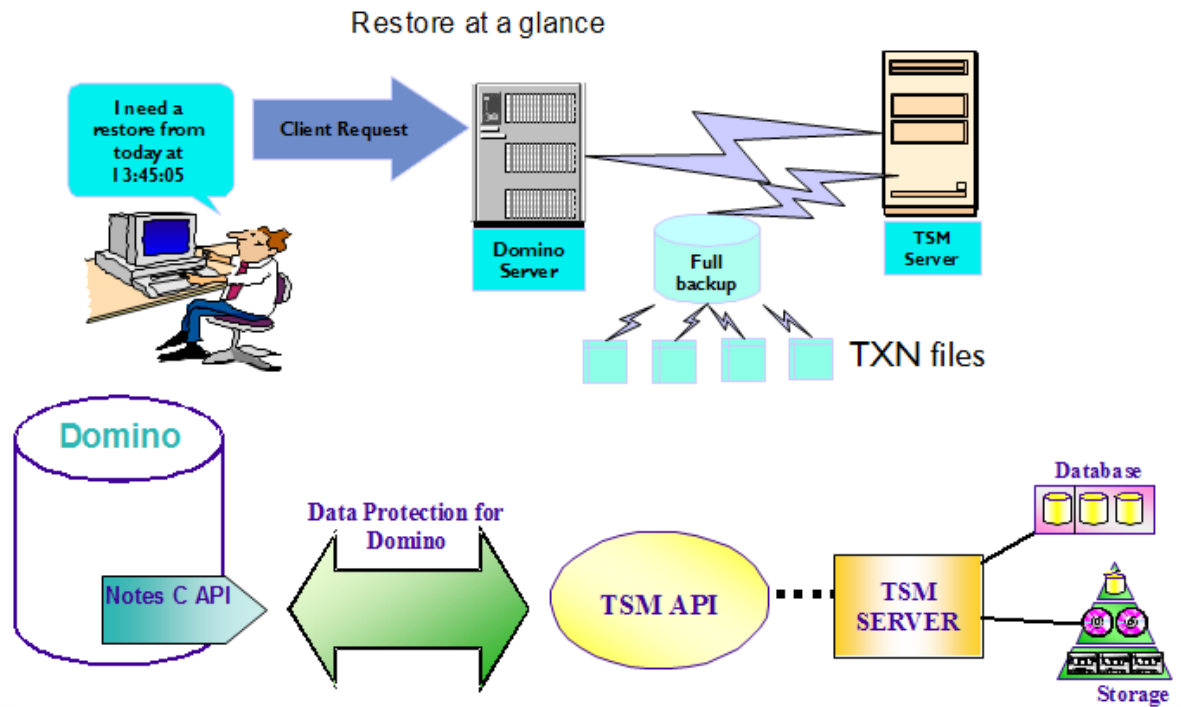 Restore at a glance
I need a
restore from
today at
13:45:05
Client Request
Domino
Server
Full
backup
TSM
Server
TXN files
Domino
Notes C API
Data Protection for
Domino
TSM API
TSM
SERVER
Database
Storage